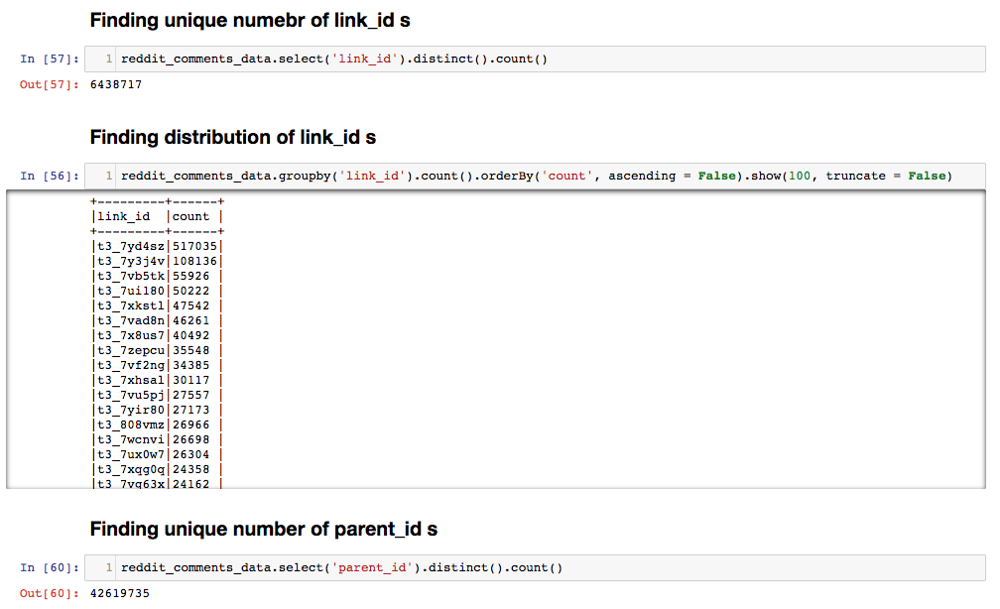 Finding unique numebr of link_id s
In [57]: 1 reddit_comments_data.select('link_id').distinct().count()
Out[57]: 6438717
Finding distribution of link_id s
In [56]: 1 reddit_comments_data.groupby('link_id').count().orderBy('count', ascending = False).show(100, truncate = False)
+---------+------+
|link_id  |count |
+---------+------+
|t3_7yd4sz|517035|
|t3_7y3j4v|108136|
|t3_7vb5tk|55926 |
|t3_7ui180|50222 |
|t3_7xkstl|47542 |
|t3_7vad8n|46261 |
|t3_7x8us7|40492 |
|t3_7zepcu|35548 |
|t3_7vf2ng|34385 |
|t3_7xhsal|30117 |
|t3_7vu5pj|27557 |
|t3_7yir80|27173 |
|t3_808vmz|26966 |
|t3_7wcnvi|26698 |
|t3_7ux0w7|26304 |
|t3_7xqg0q|24358 |
|t3_7vg63x|24162 |
Finding unique number of parent_id s
In [60]: 1 reddit_comments_data.select('parent_id').distinct().count()
Out[60]: 42619735